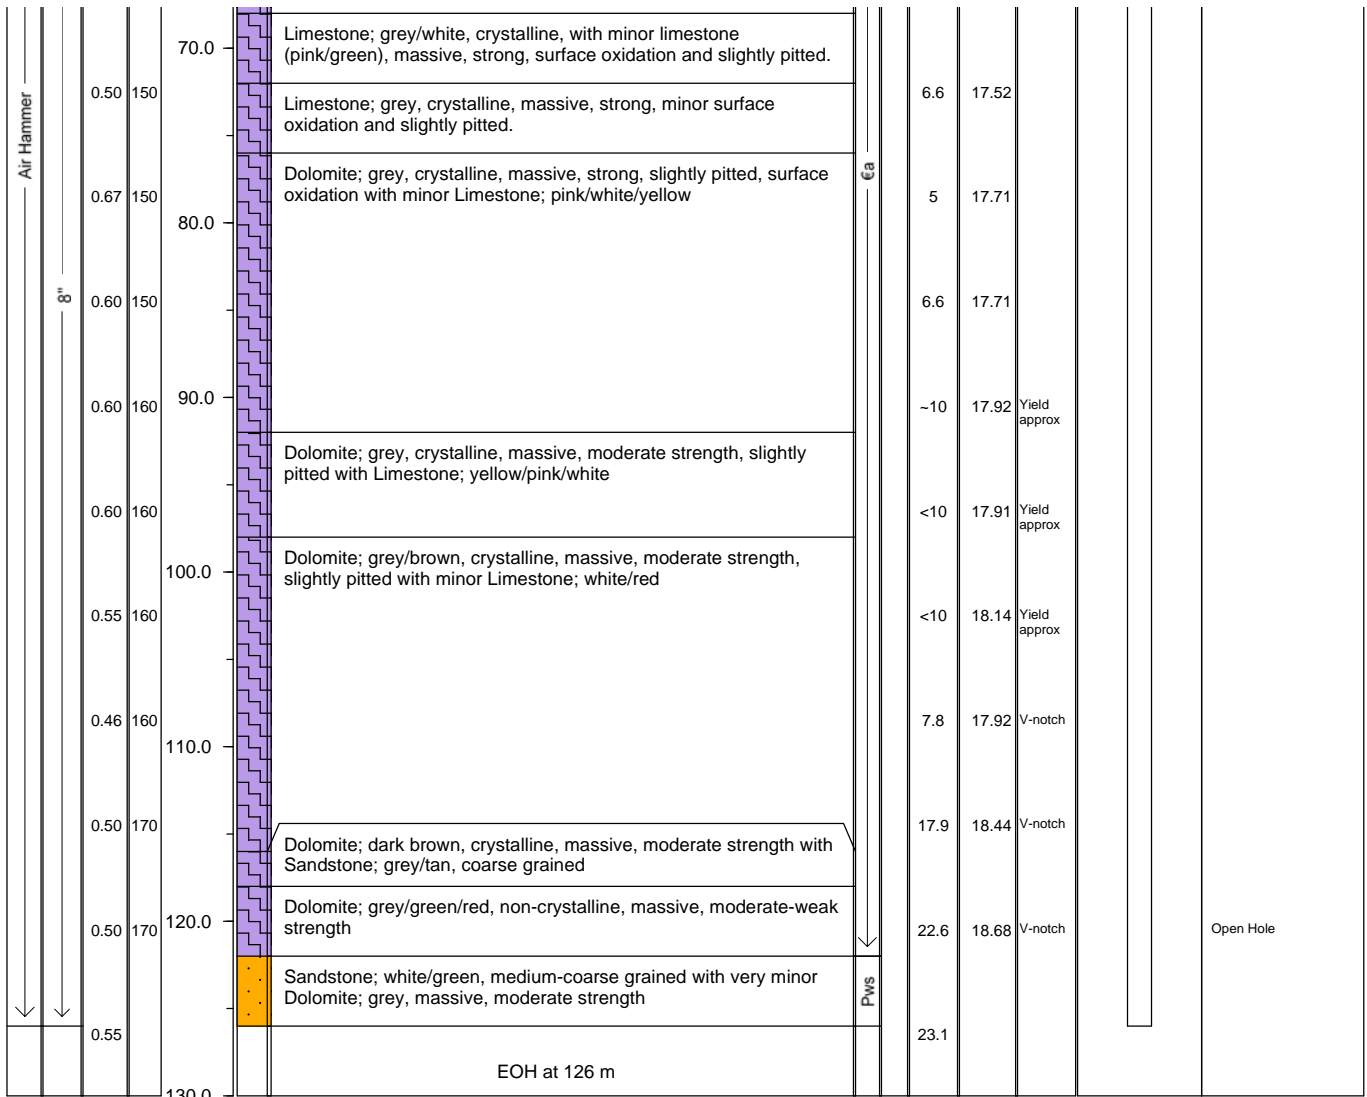 70.0
Limestone; grey/white, crystalline, with minor limestone
(pink/green), massive, strong, surface oxidation and slightly pitted.
Air Hammer
0.50 150
Limestone; grey, crystalline, massive, strong, minor surface
oxidation and slightly pitted.
6.6 17.52
Dolomite; grey, crystalline, massive, strong, slightly pitted, surface
oxidation with minor Limestone; pink/white/yellow
€a
0.67 150
5 17.71
80.0
8"
0.60 150
6.6 17.71
90.0
0.60 160
~10 17.92 Yield
approx
Dolomite; grey, crystalline, massive, moderate strength, slightly
pitted with Limestone; yellow/pink/white
0.60 160
<10 17.91 Yield
approx
Dolomite; grey/brown, crystalline, massive, moderate strength,
slightly pitted with minor Limestone; white/red
100.0
0.55 160
<10 18.14 Yield
approx
0.46 160
7.8 17.92 V-notch
110.0
0.50 170
17.9 18.44 V-notch
Dolomite; dark brown, crystalline, massive, moderate strength with
Sandstone; grey/tan, coarse grained
Dolomite; grey/green/red, non-crystalline, massive, moderate-weak
strength
120.0
0.50 170
22.6 18.68 V-notch
Open Hole
Sandstone; white/green, medium-coarse grained with very minor
Dolomite; grey, massive, moderate strength
Pws
0.55
23.1
EOH at 126 m
130.0